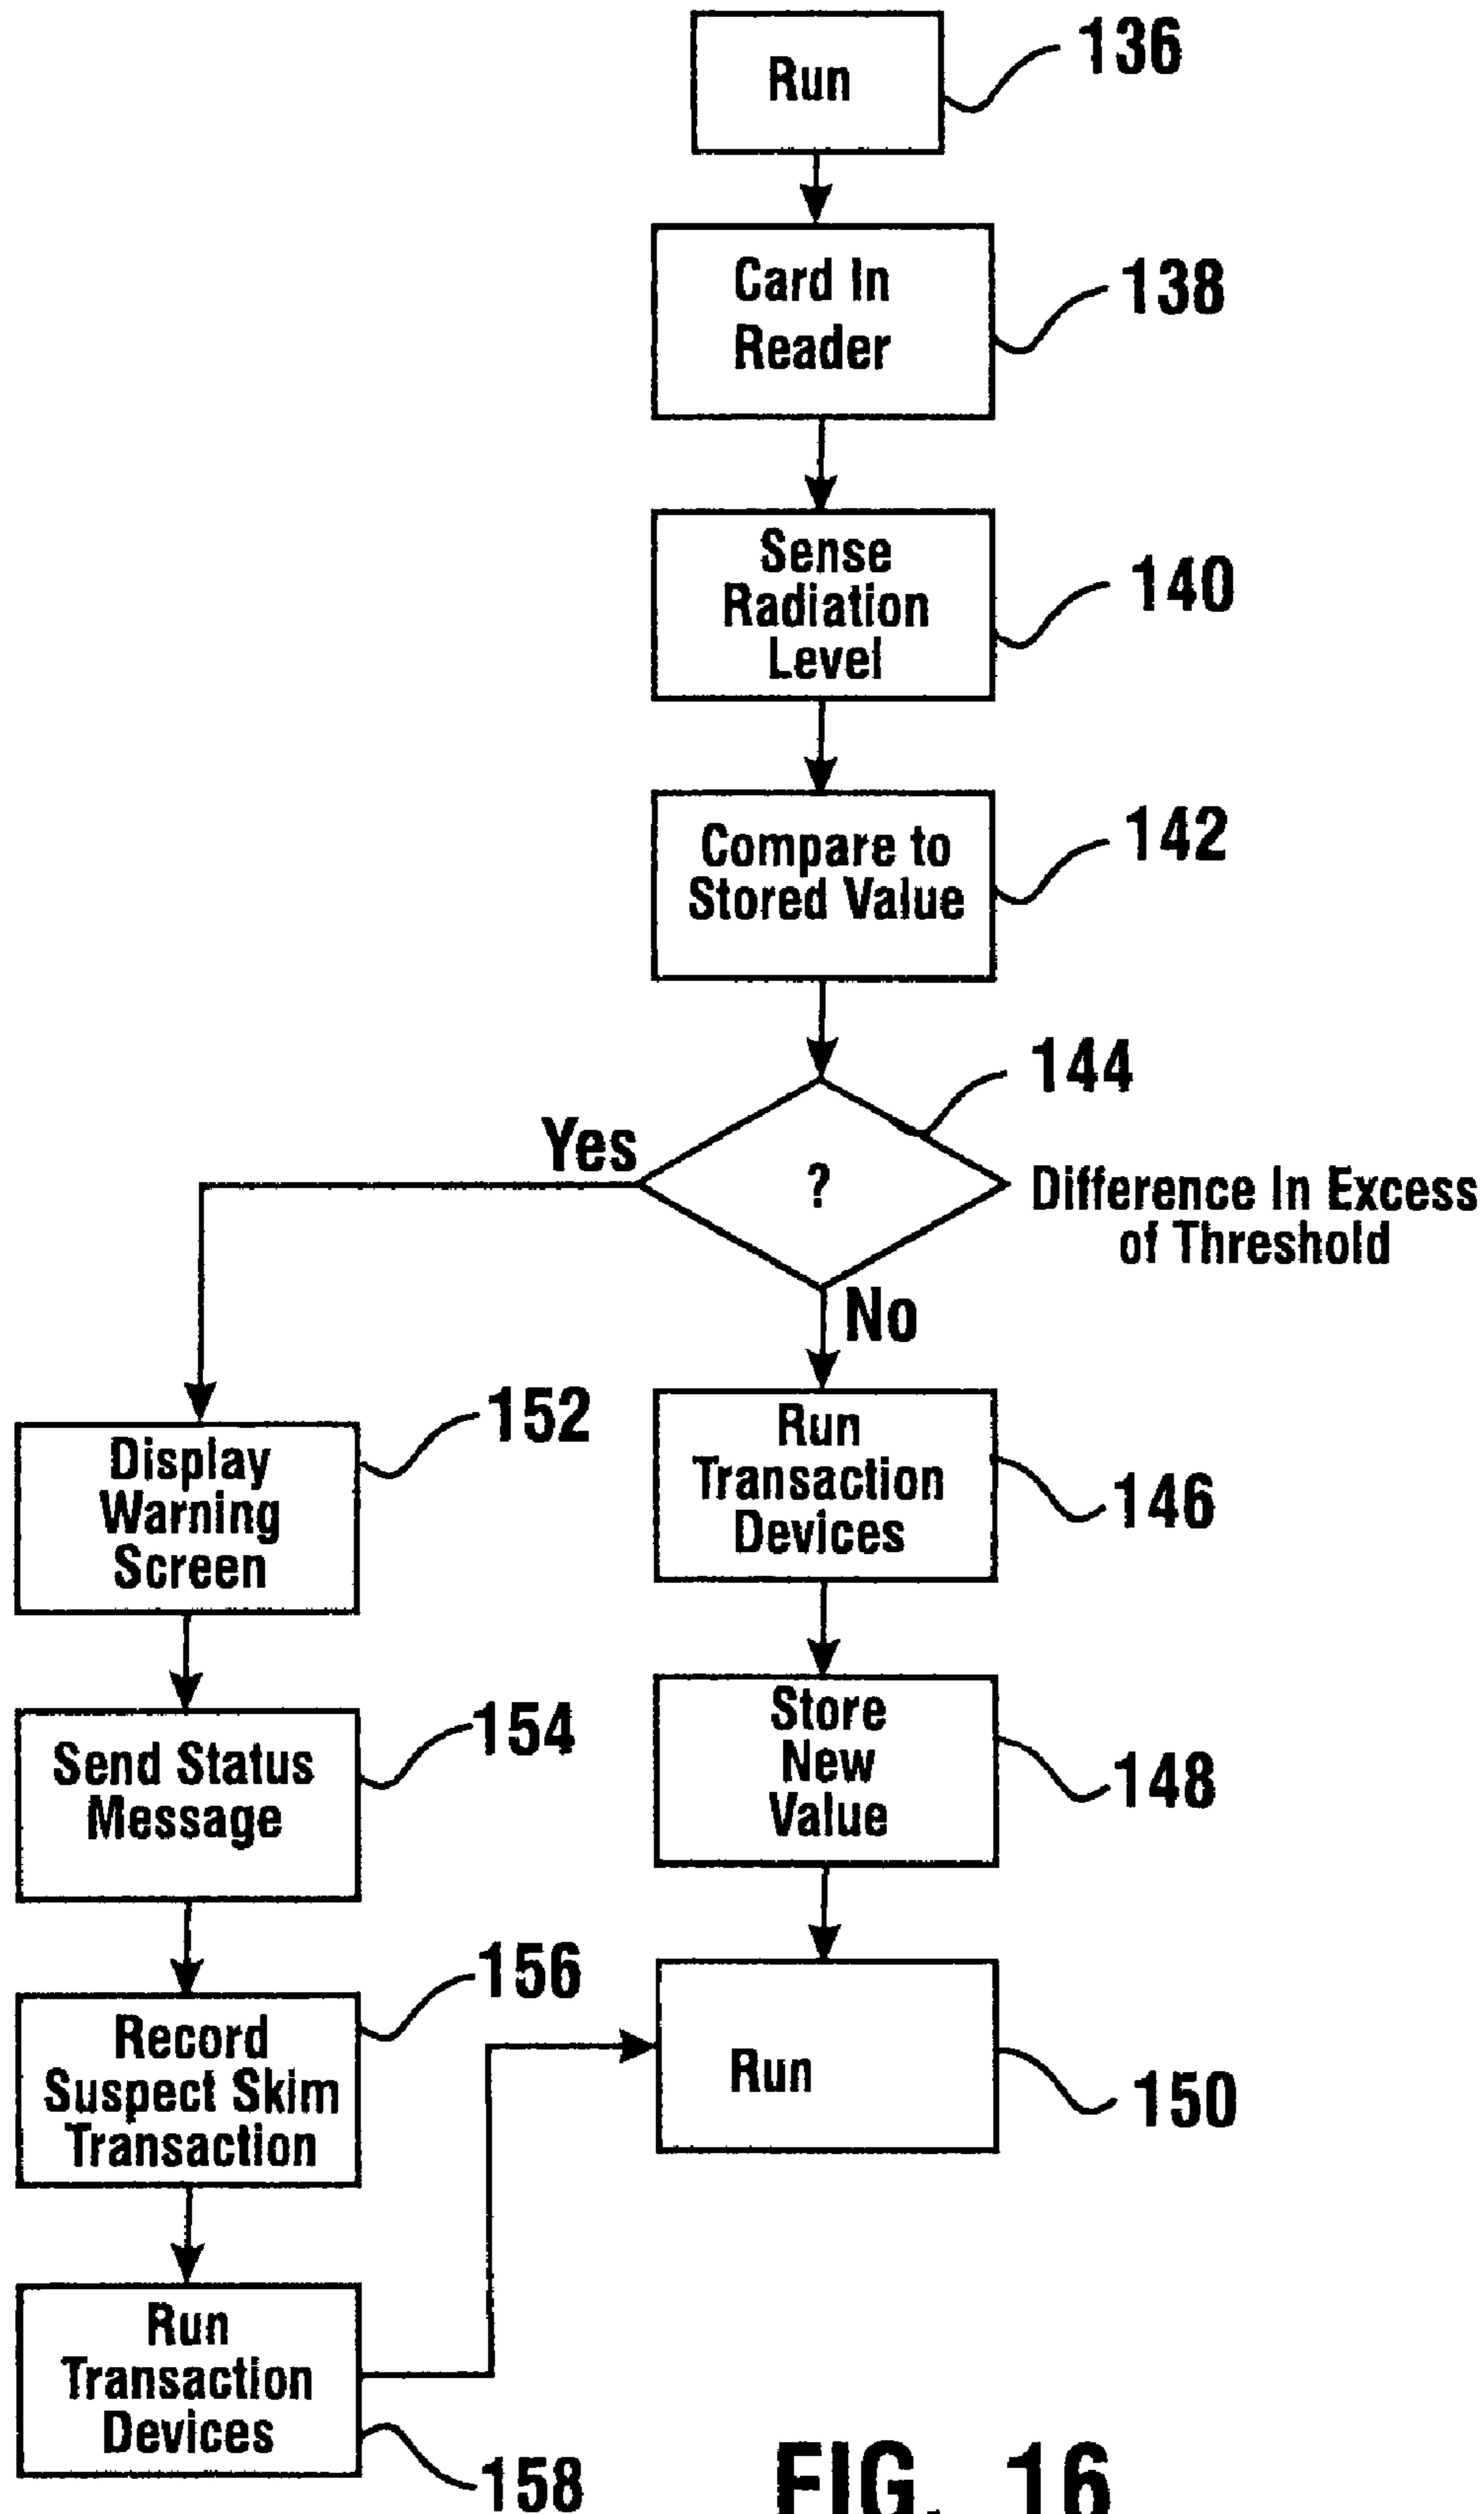 Run
136
Card In
Reader
138
Sense
Radiation
Level
140
Compare to
Stored Value
142
144
Yes
?
Difference In Excess
of Threshold
No
Display
Warning
Screen
152
Run
Transaction
Devices
146
Send Status
Message
154
Store
New
Value
148
Record
Suspect Skim
Transaction
156
Run
150
Run
Transaction
Devices
158
FIG. 16